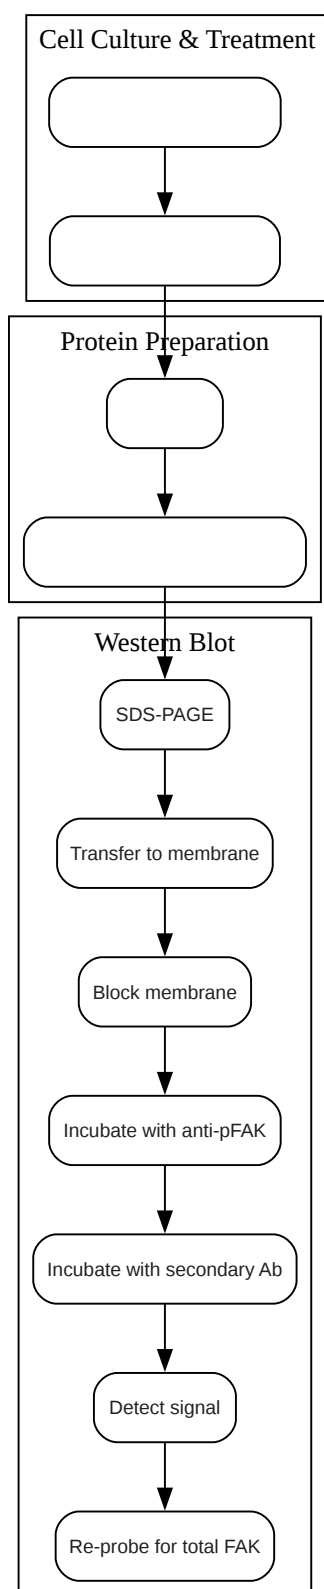 Cell Culture & Treatment
Protein Preparation
Western Blot
SDS-PAGE
Transfer to membrane
Block membrane
Incubate with anti-pFAK
Incubate with secondary Ab
Detect signal
Re-probe for total FAK